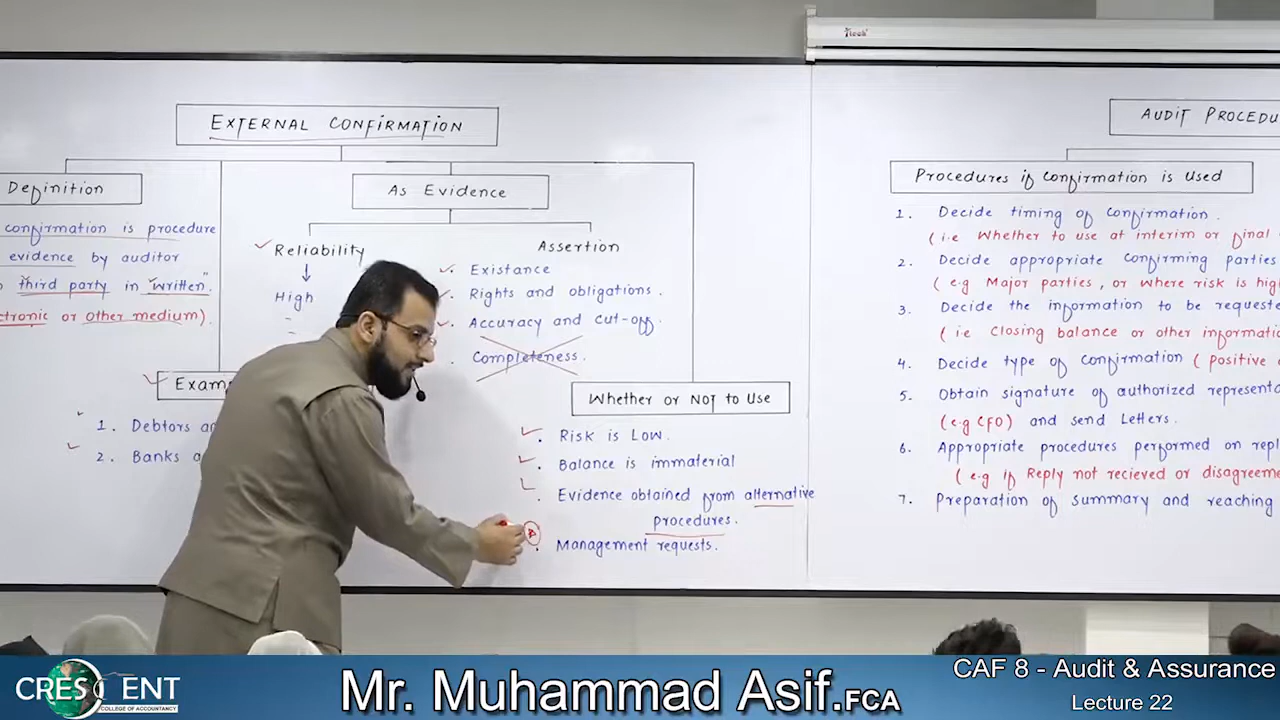 Tosh
EXTERNAL CONFIRMATION
Definition
confirmation is procedure
evidence by auditor
third party in written."
or other medium).
Examp
1. Debtors
2. Banks
As Evidence
Reliability
High
Assertion
Existance
Rights and obligations.
Accuracy and cut-off.
Completeness.
Whether or Not to Use
Risk is Low.
Balance is immaterial
Evidence obtained from alternative
procedures.
Management requests.
AUDIT PROCEDU
Procedures if Confirmation is Used
1. Decide timing of confirmation.
(i.e Whether to use at interim or final
2. Decide appropriate confirming parties
(e.g Major parties, or where risk is hig
3. Decide the information to be requeste
(ie Closing balance or other informatio
4. Decide type of confirmation (positive
5. Obtain signature of authorized representa
(e.g CFO) and send Letters.
6. Appropriate procedures performed on repl
(e.g if Reply not recieved or disagreeme
7. Preparation of summary and reaching
CRESCENT
COLLEGE OF ACCOUNTANCY
Mr. Muhammad Asif.FCA
CAF 8 - Audit & Assurance
Lecture 22